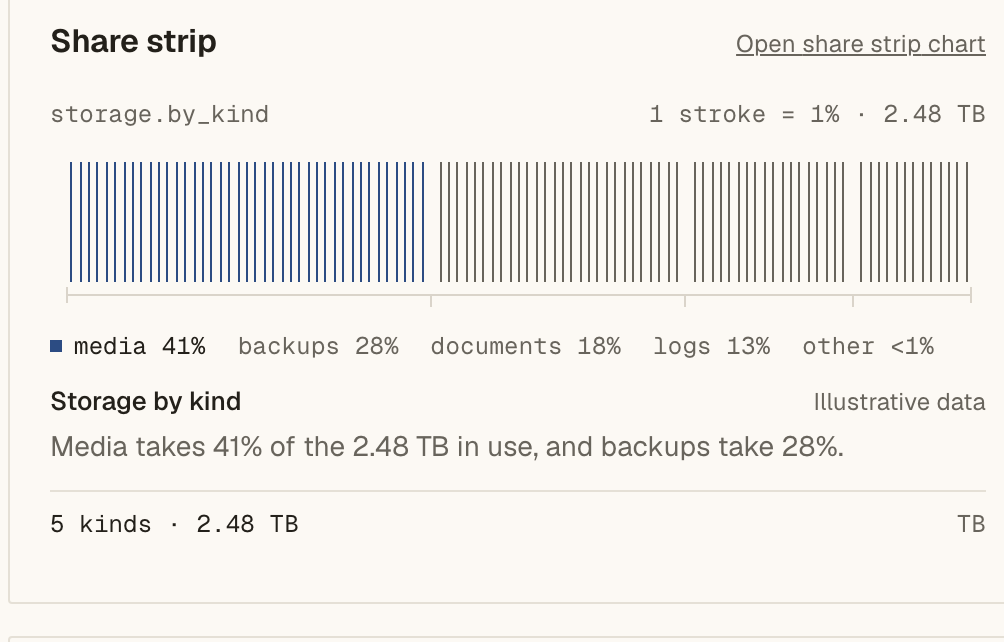 Share strip
Open share strip chart
storage.by_kind
1 stroke = 1% · 2.48 TB
media 41% backups 28% documents 18% logs 13% other <1%
Storage by kind
Illustrative data
Media takes 41% of the 2.48 TB in use, and backups take 28%.
5 kinds · 2.48 TB
TB